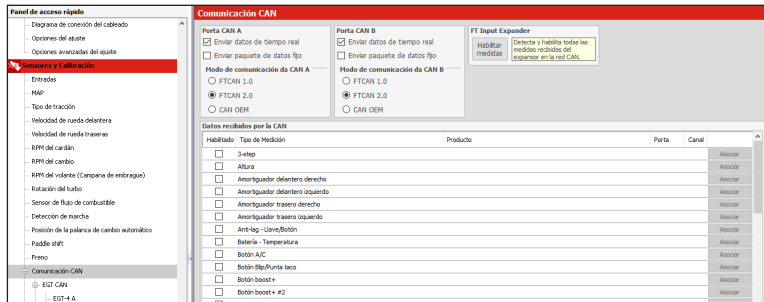 Panel de acceso rápido
Diagrama de conexión del cableado
Opciones del ajuste
Opciones avanzadas del ajuste
Sensores y Calibración
Entradas
MAP
Tipo de tracción
Velocidad de rueda delantera
Velocidad de rueda traseras
RPM del cardán
RPM del cambio
RPM del volante (Campana de embrague)
Rotación del turbo
Sensor de flujo de combustible
Detección de marcha
Posición de la palanca de cambio automático
Paddle shift
Freno
Comunicación CAN
EGT CAN
EGT-4 A
Comunicación CAN
Porta CAN A
Enviar datos de tiempo real
Enviar paquete de datos fijo
Modo de comunicación da CAN A
FTCAN 1.0
FTCAN 2.0
CAN OEM
Porta CAN B
Enviar datos de tiempo real
Enviar paquete de datos fijo
Modo de comunicación da CAN B
FTCAN 1.0
FTCAN 2.0
CAN OEM
FT Input Expander
Habilitar
medidas
Detecta y habilita todas las
medidas recibidas del
expansor en la red CAN.
Datos recibidos por la CAN
Habilitado Tipo de Medición Producto Porta Canal
3-step Asociar
Altura Asociar
Amortiguador delantero derecho Asociar
Amortiguador delantero izquierdo Asociar
Amortiguador trasero derecho Asociar
Amortiguador trasero izquierdo Asociar
Anti-lag - Llave/Botón Asociar
Batería - Temperatura Asociar
Botón A/C Asociar
Botón Blip/Punta taco Asociar
Botón boost+ Asociar
Botón boost+ #2 Asociar